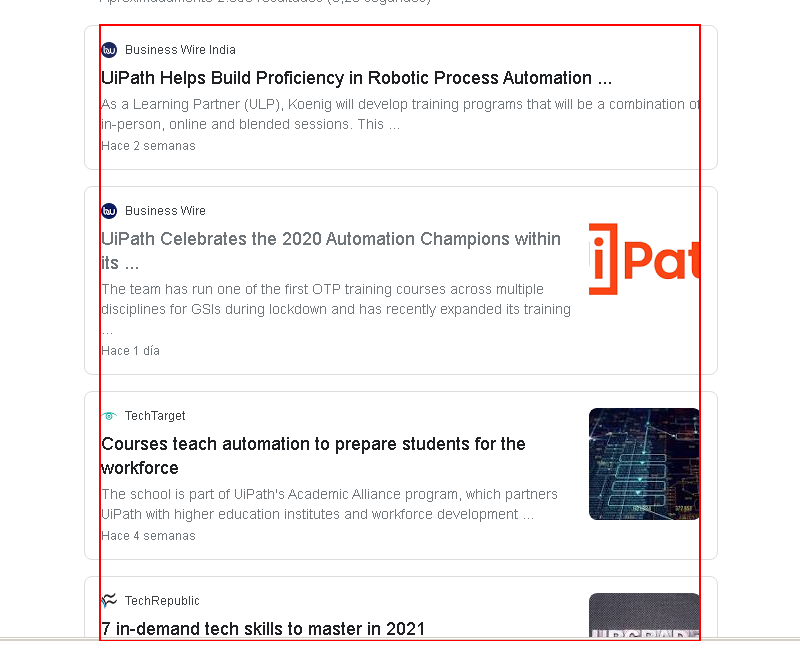 Business Wire India
UiPath Helps Build Proficiency in Robotic Process Automation ...
As a Learning Partner (ULP), Koenig will develop training programs that will be a combination of
in-person, online and blended sessions. This ...
Hace 2 semanas
Business Wire
UiPath Celebrates the 2020 Automation Champions within
its ...
iPat
The team has run one of the first OTP training courses across multiple
disciplines for GSIs during lockdown and has recently expanded its training
...
Hace 1 día
TechTarget
Courses teach automation to prepare students for the
workforce
The school is part of UiPath's Academic Alliance program, which partners
UiPath with higher education institutes and workforce development ...
Hace 4 semanas
TechRepublic
7 in-demand tech skills to master in 2021